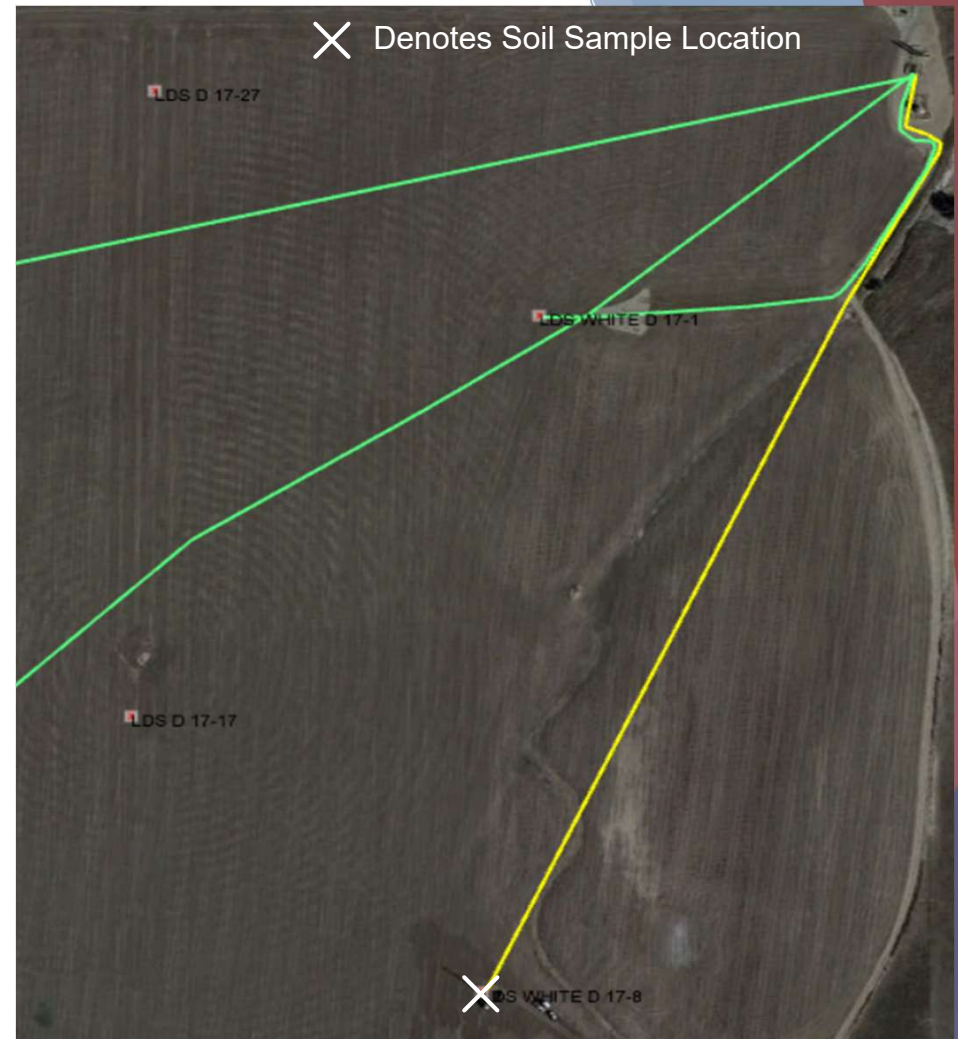 Denotes Soil Sample Location
LDS D 17-27
LDS WHITE D 17-1
LDS D 17-17
DS WHITE D 17-8